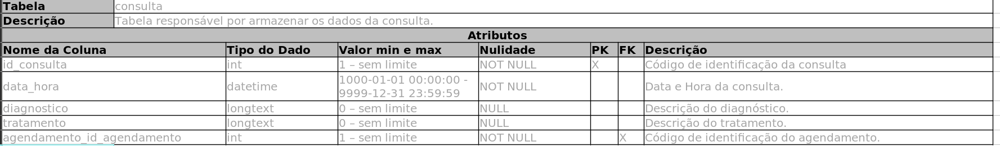 Tabela consulta
Descrição Tabela responsável por armazenar os dados da consulta.
Atributos
Nome da Coluna Tipo do Dado Valor min e max Nulidade PK FK Descrição
id_consulta int 1 – sem limite NOT NULL X Código de identificação da consulta
data_hora datetime 1000-01-01 00:00:00 - 9999-12-31 23:59:59 NOT NULL Data e Hora da consulta.
diagnostico longtext 0 – sem limite NULL Descrição do diagnóstico.
tratamento longtext 0 – sem limite NULL Descrição do tratamento.
agendamento_id_agendamento int 1 – sem limite NOT NULL X Código de identificação do agendamento.